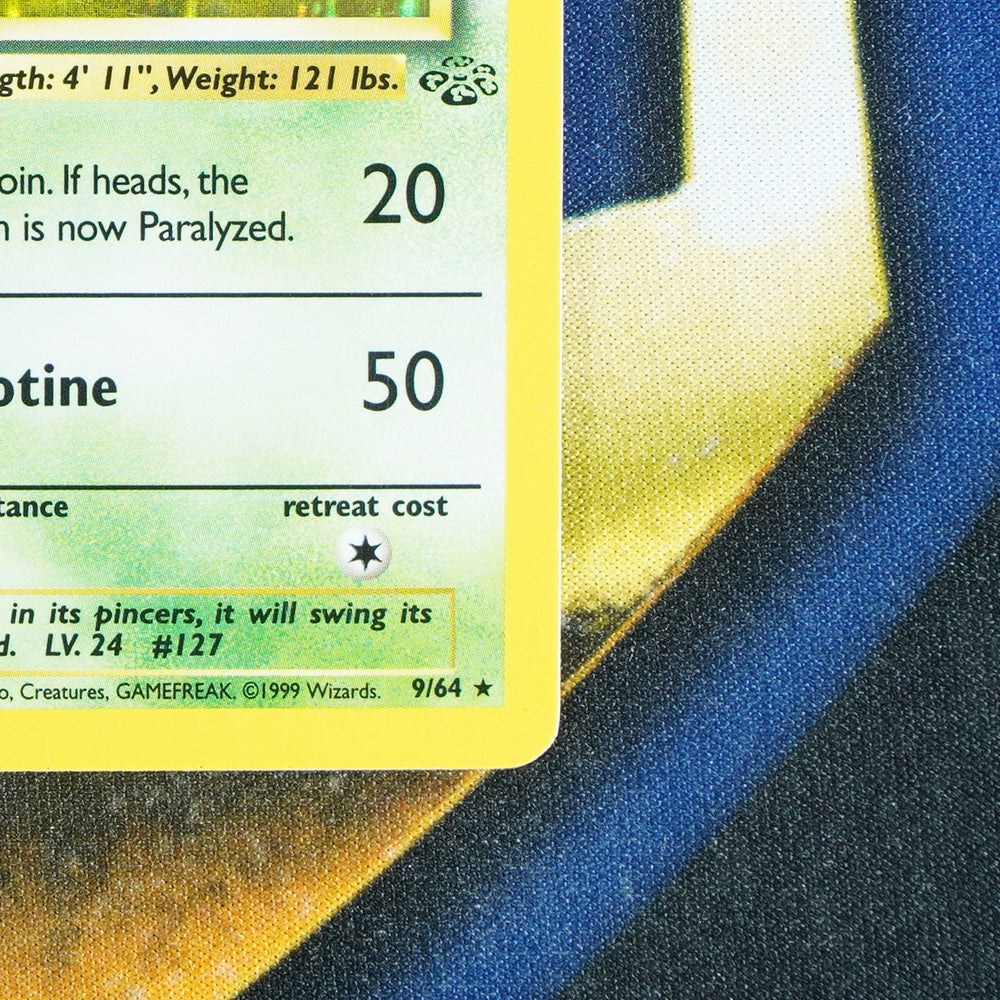 gth: 4' 11", Weight: 121 lbs.
oin. If heads, the 20
n is now Paralyzed.
otine 50
tance retreat cost
in its pincers, it will swing its
d. LV. 24 #127
o, Creatures, GAMEFREAK. ©1999 Wizards. 9/64 ★